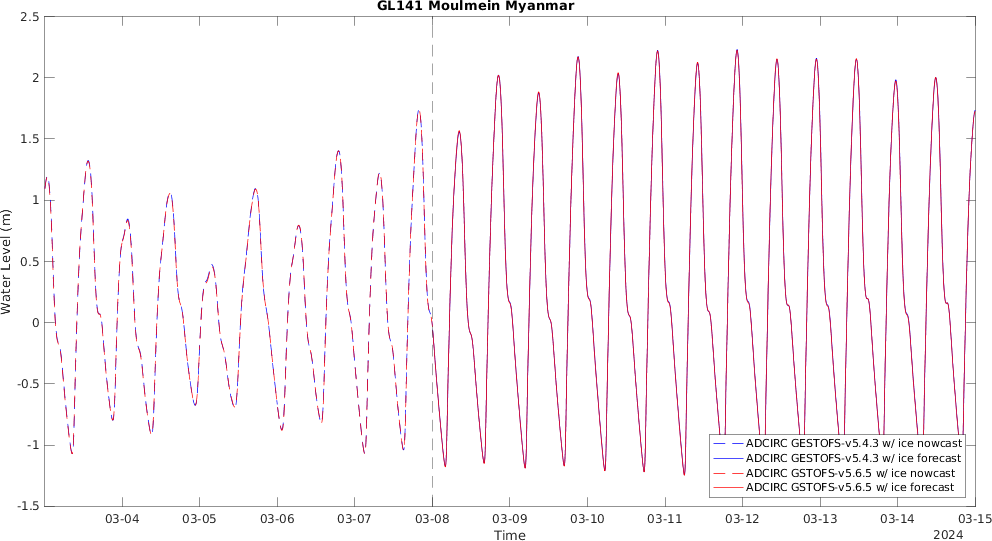 GL141 Moulmein Myanmar
2.5
2
1.5
1
0.5
0
-0.5
-1
-1.5
Water Level (m)
ADCIRC GESTOFS-v5.4.3 w/ ice nowcast
ADCIRC GESTOFS-v5.4.3 w/ ice forecast
ADCIRC GSTOFS-v5.6.5 w/ ice nowcast
ADCIRC GSTOFS-v5.6.5 w/ ice forecast
03-04 03-05 03-06 03-07 03-08 03-09 03-10 03-11 03-12 03-13 03-14 03-15
Time
2024